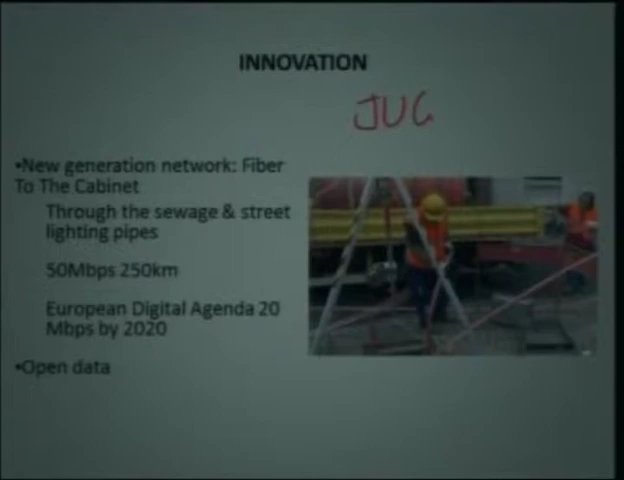 INNOVATION
JUG
•New generation network: Fiber
To The Cabinet
Through the sewage & street
lighting pipes
50Mbps 250km
European Digital Agenda 20
Mbps by 2020
•Open data